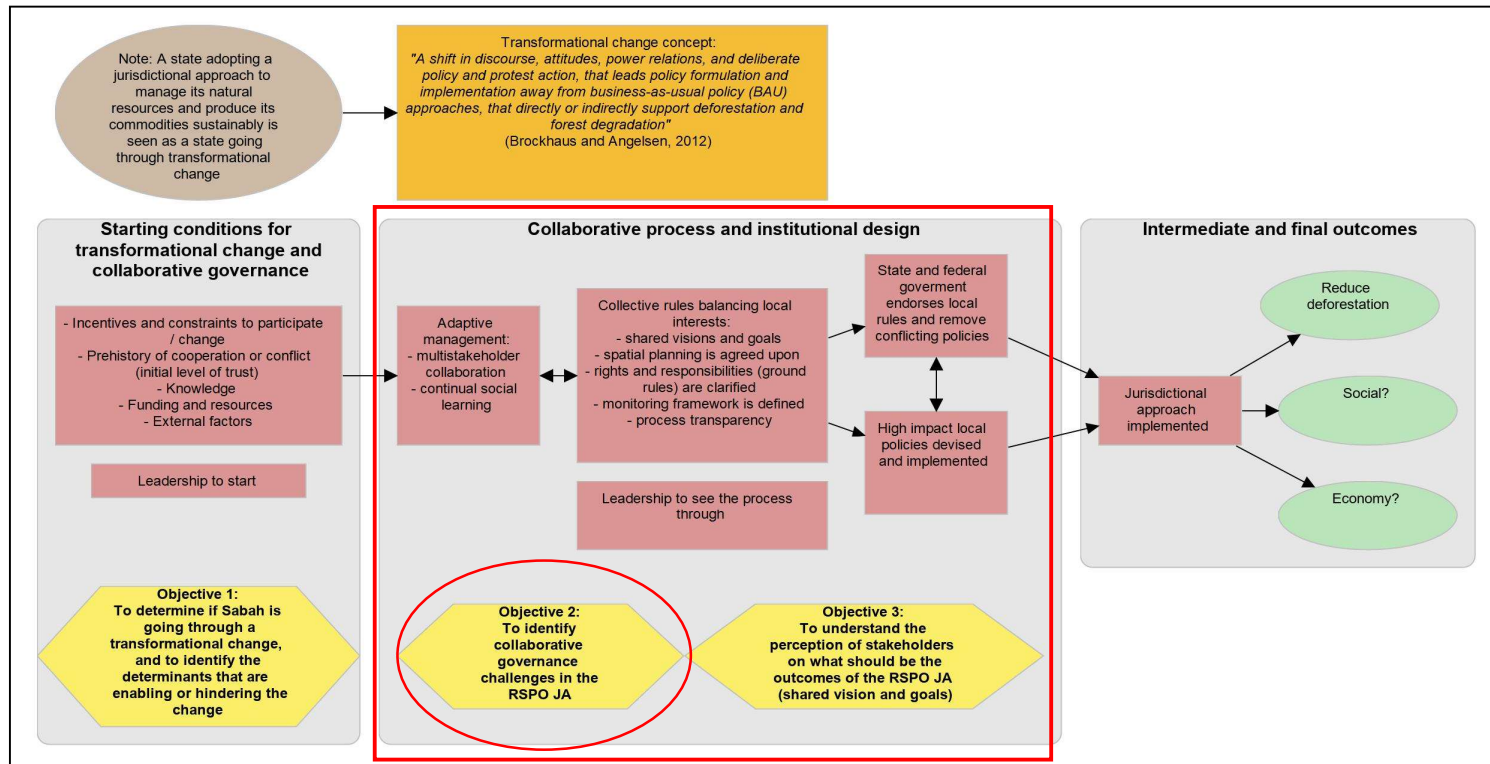 Note: A state adopting a
jurisdictional approach to
manage its natural
resources and produce its
commodities sustainably is
seen as a state going
through transformational
change
Transformational change concept:
"A shift in discourse, attitudes, power relations, and deliberate
policy and protest action, that leads policy formulation and
implementation away from business-as-usual policy (BAU)
approaches, that directly or indirectly support deforestation and
forest degradation"
(Brockhaus and Angelsen, 2012)
Starting conditions for
transformational change and
collaborative governance
- Incentives and constraints to participate
/ change
- Prehistory of cooperation or conflict
(initial level of trust)
- Knowledge
- Funding and resources
- External factors
Leadership to start
Objective 1:
To determine if Sabah is
going through a
transformational change,
and to identify the
determinants that are
enabling or hindering the
change
Collaborative process and institutional design
Adaptive
management:
- multistakeholder
collaboration
- continual social
learning
Collective rules balancing local
interests:
- shared visions and goals
- spatial planning is agreed upon
- rights and responsibilities (ground
rules) are clarified
- monitoring framework is defined
- process transparency
Leadership to see the process
through
State and federal
goverment
endorses local
rules and remove
conflicting policies
High impact local
policies devised and
implemented
Objective 2:
To identify
collaborative
governance
challenges in the
RSPO JA
Objective 3:
To understand the
perception of stakeholders
on what should be the
outcomes of the RSPO JA
(shared vision and goals)
Intermediate and final outcomes
Jurisdictional
approach
implemented
Reduce
deforestation
Social?
Economy?